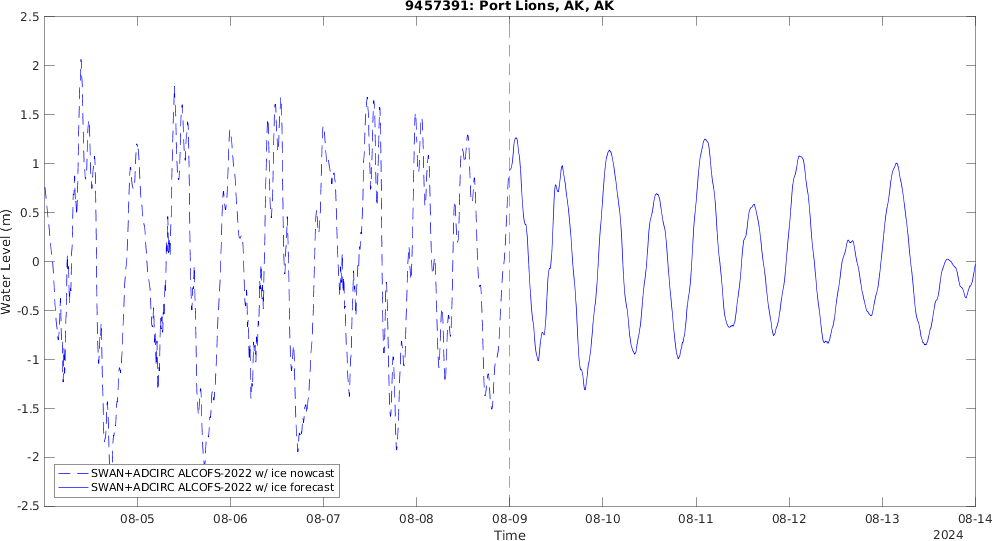 9457391: Port Lions, AK, AK
2.5
2
1.5
1
0.5
0
-0.5
-1
-1.5
-2
-2.5
Water Level (m)
SWAN+ADCIRC ALCOFS-2022 w/ ice nowcast
SWAN+ADCIRC ALCOFS-2022 w/ ice forecast
08-05 08-06 08-07 08-08 08-09 08-10 08-11 08-12 08-13 08-14
Time
2024